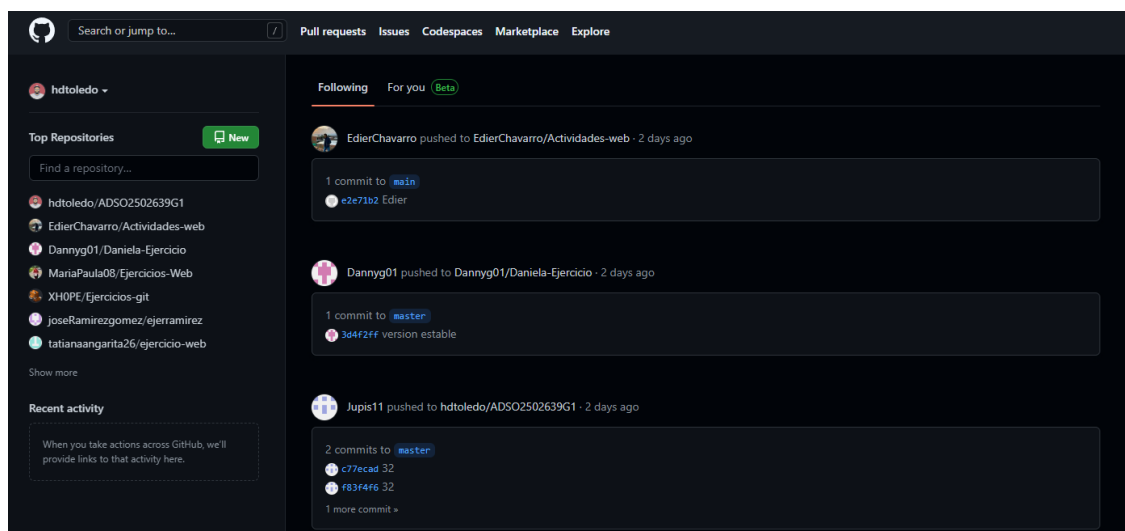 Search or jump to... /
Pull requests Issues Codespaces Marketplace Explore
hdtoledo
Top Repositories
New
Find a repository...
hdtoledo/ADSO2502639G1
EdierChavarro/Actividades-web
Dannyg01/Daniela-Ejercicio
MariaPaula08/Ejercicios-Web
XH0PE/Ejercicios-git
joseRamirezgomez/ejerramirez
tatianaangarita26/ejercicio-web
Show more
Recent activity
When you take actions across GitHub, we'll
provide links to that activity here.
Following For you Beta
EdierChavarro pushed to EdierChavarro/Actividades-web · 2 days ago
1 commit to main
e2e71b2 Edier
Dannyg01 pushed to Dannyg01/Daniela-Ejercicio · 2 days ago
1 commit to master
3d4f2ff version estable
Jupis11 pushed to hdtoledo/ADSO2502639G1 · 2 days ago
2 commits to master
c77ecad 32
f83f4f6 32
1 more commit »